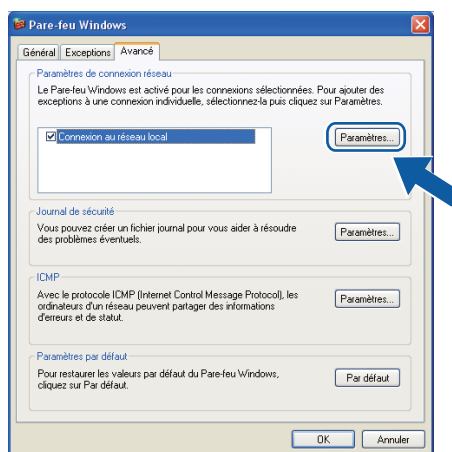 Pare-feu Windows
Général Exceptions Avancé
Paramètres de connexion réseau
Le Pare-feu Windows est activé pour les connexions sélectionnées. Pour ajouter des
exceptions à une connexion individuelle, sélectionnez-la puis cliquez sur Paramètres.
Connexion au réseau local
Paramètres...
Journal de sécurité
Vous pouvez créer un fichier journal pour vous aider à résoudre
des problèmes éventuels.
Paramètres...
ICMP
Avec le protocole ICMP (Internet Control Message Protocol), les
ordinateurs d'un réseau peuvent partager des informations
d'erreurs et de statut.
Paramètres...
Paramètres par défaut
Pour restaurer les valeurs par défaut du Pare-feu Windows,
cliquez sur Par défaut.
Par défaut
OK Annuler